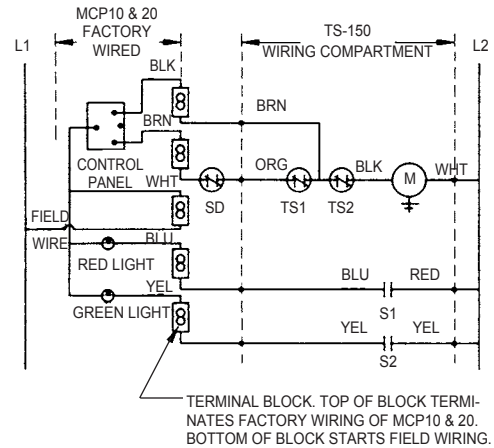 MCP10 & 20
FACTORY
WIRED
TS-150
WIRING COMPARTMENT
L1
L2
BLK
BRN
BRN
CONTROL
PANEL
WHT
ORG
BLK
M
WHT
SD
TS1
TS2
FIELD
WIRE
BLU
RED LIGHT
BLU
RED
S1
YEL
GREEN LIGHT
YEL
YEL
S2
TERMINAL BLOCK. TOP OF BLOCK TERMI-
NATES FACTORY WIRING OF MCP10 & 20.
BOTTOM OF BLOCK STARTS FIELD WIRING.